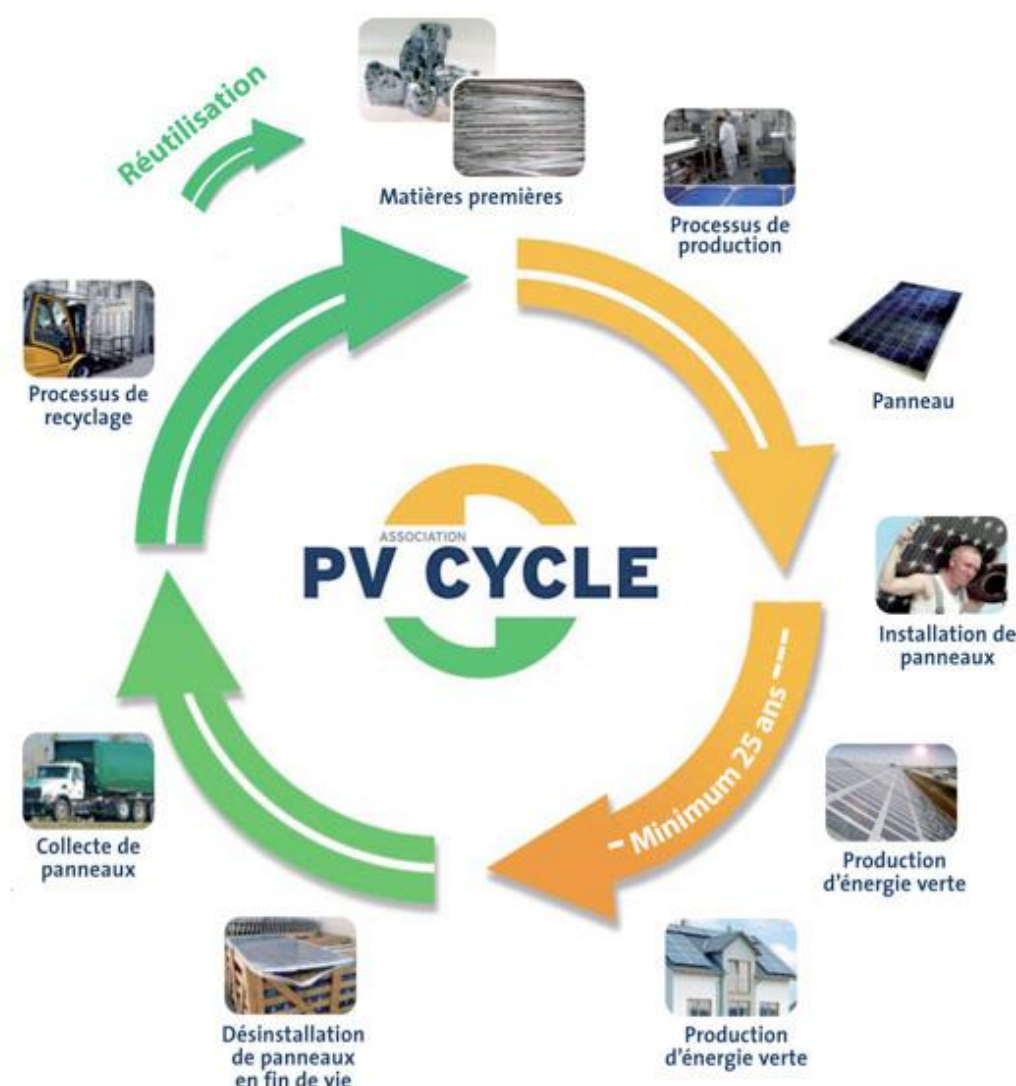 Réutilisation
Matières premières
Processus de
production
Panneau
Installation de
panneaux
Minimum 25 ans
Production
d'énergie verte
Production
d'énergie verte
Désinstallation
de panneaux
en fin de vie
Collecte de
panneaux
Processus de
recyclage
ASSOCIATION
PV CYCLE